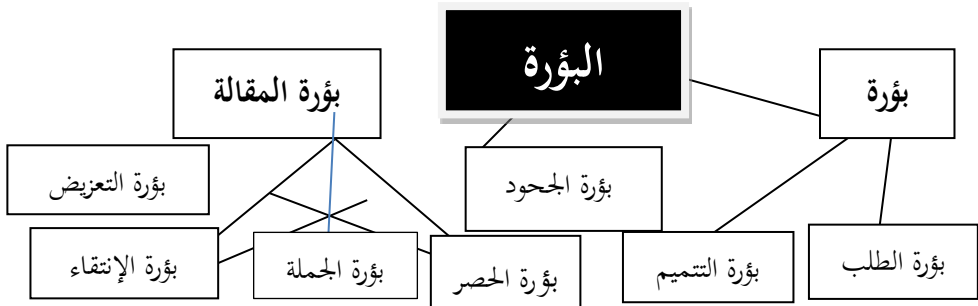 البؤرة
بؤرة
بؤرة المقالة
بؤرة التعزيض
بؤرة الجحود
بؤرة الطلب
بؤرة التتميم
بؤرة الحصر
بؤرة الجملة
بؤرة الإنتقاء